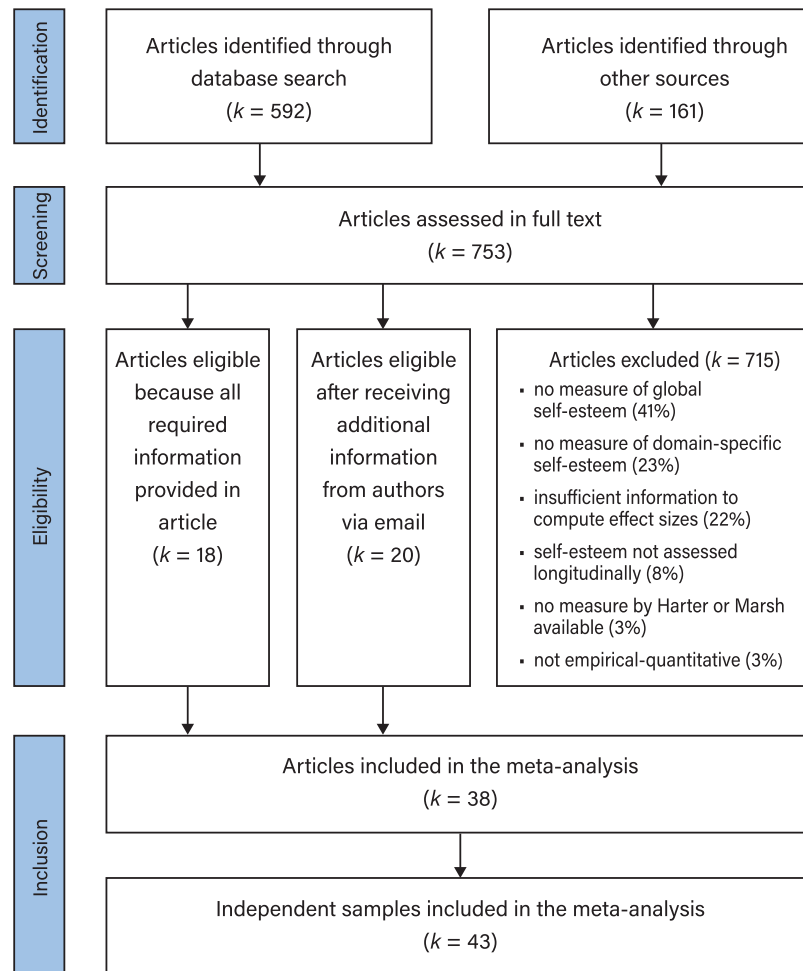 Identification
Articles identified through
database search
(k = 592)
Articles identified through
other sources
(k = 161)
Screening
Articles assessed in full text
(k = 753)
Eligibility
Articles eligible
because all
required
information
provided in
article
(k = 18)
Articles eligible
after receiving
additional
information
from authors
via email
(k = 20)
Articles excluded (k = 715)
▪ no measure of global
self-esteem (41%)
▪ no measure of domain-specific
self-esteem (23%)
▪ insufficient information to
compute effect sizes (22%)
▪ self-esteem not assessed
longitudinally (8%)
▪ no measure by Harter or Marsh
available (3%)
▪ not empirical-quantitative (3%)
Inclusion
Articles included in the meta-analysis
(k = 38)
Independent samples included in the meta-analysis
(k = 43)